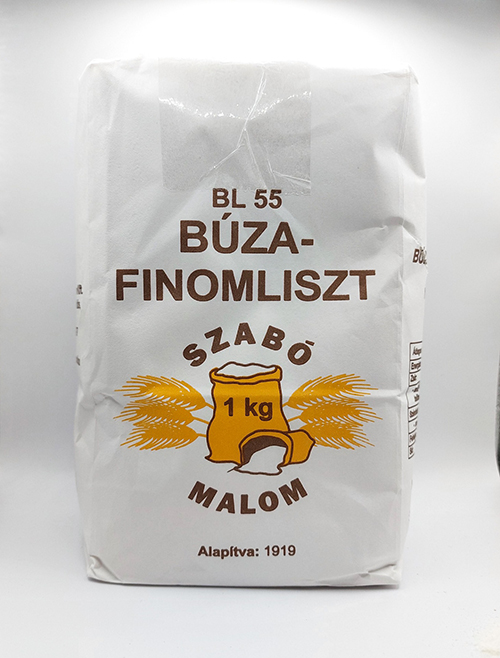 BL 55
BÚZA-
FINOMLISZT
SZABÓ
1 kg
MALOM
Alapítva: 1919